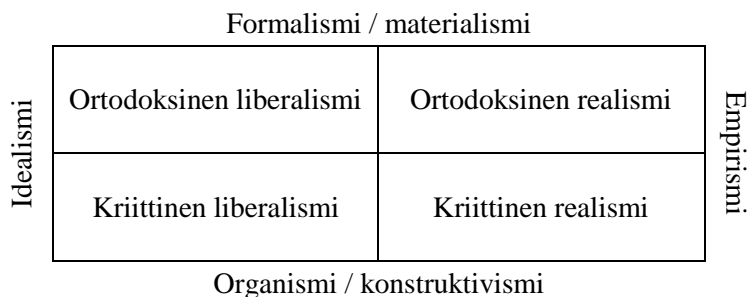 Formalismi / materialismi
Idealismi
Ortodoksinen liberalismi
Ortodoksinen realismi
Empirismi
Kriittinen liberalismi
Kriittinen realismi
Organismi / konstruktivismi